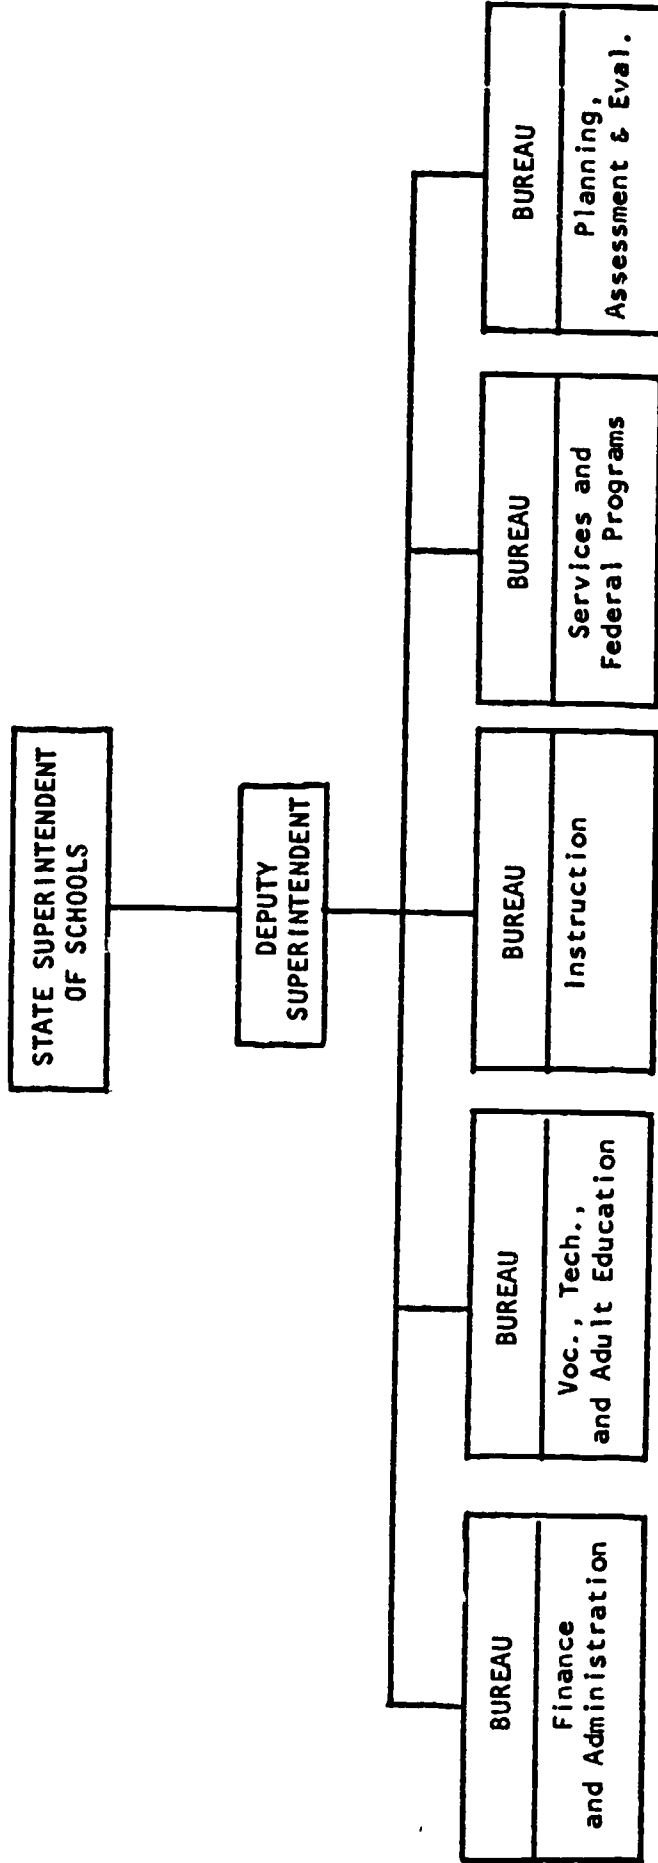 STATE SUPERINTENDENT
OF SCHOOLS
DEPUTY
SUPERINTENDENT
BUREAU
Finance
and Administration
BUREAU
Voc., Tech.,
and Adult Education
BUREAU
Instruction
BUREAU
Services and
Federal Programs
BUREAU
Planning,
Assessment & Eval.